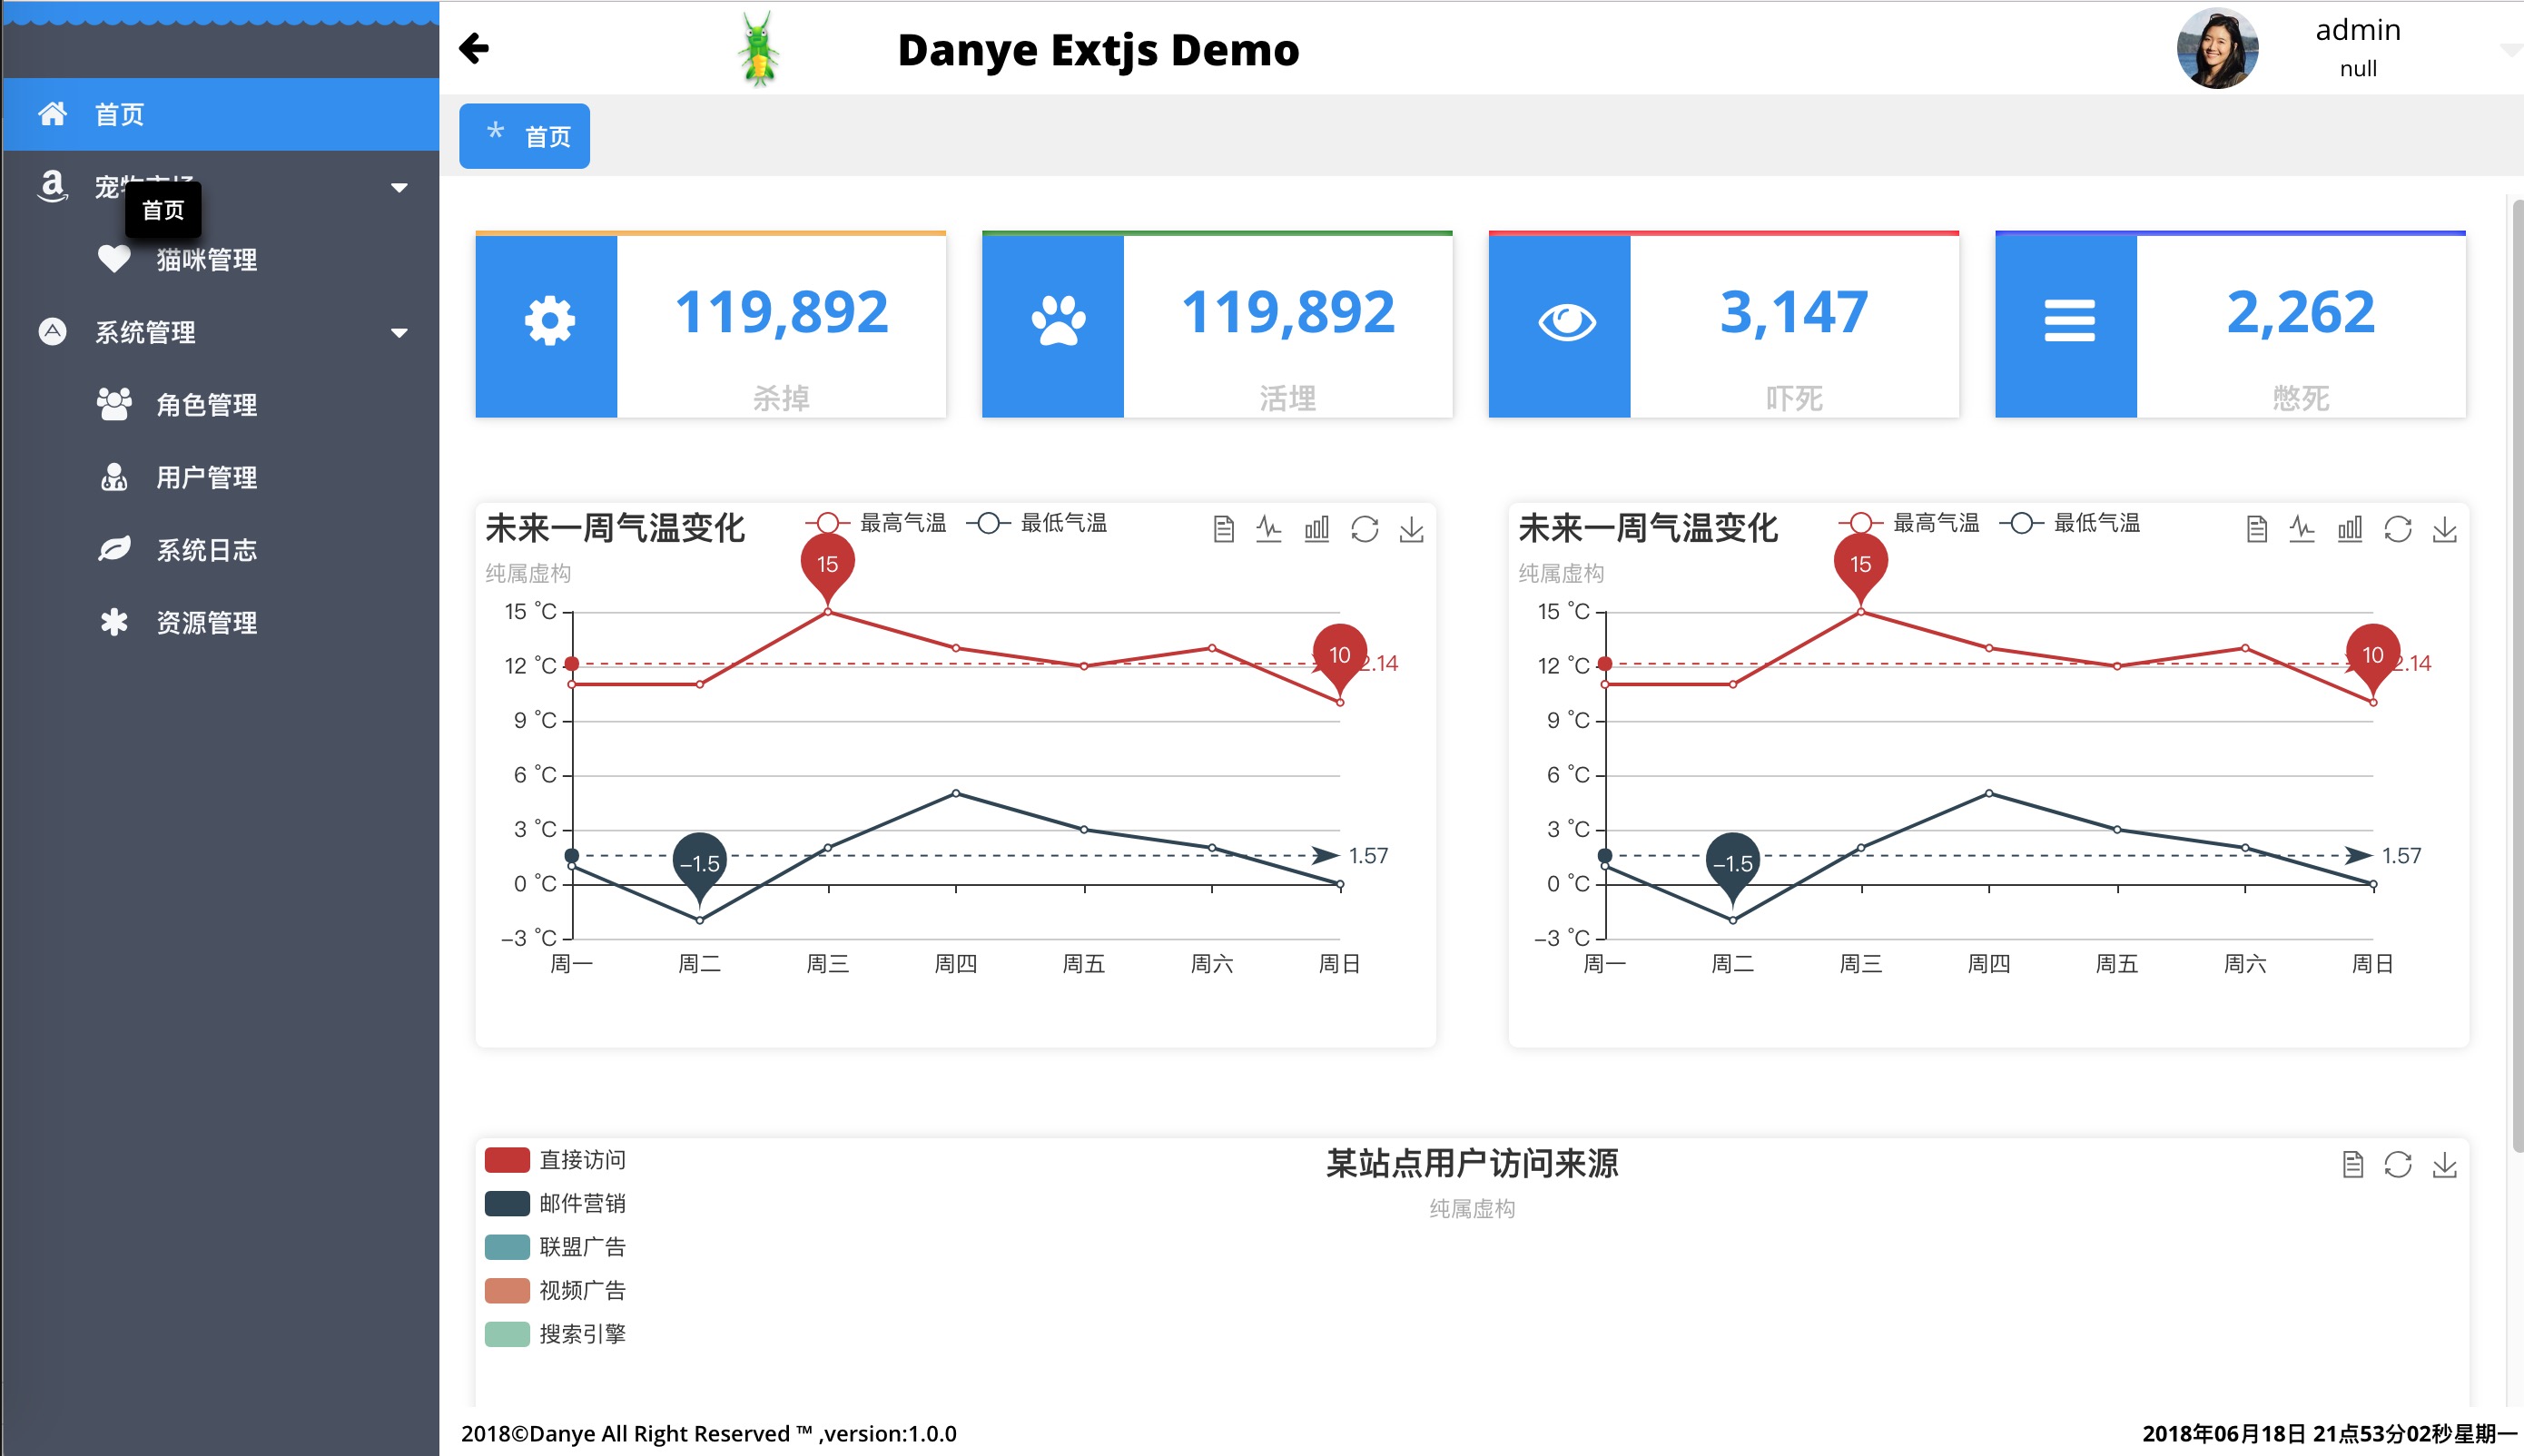 首页
宠物市场
首页
猫咪管理
系统管理
角色管理
用户管理
系统日志
资源管理
Danye Extjs Demo
admin
null
* 首页
119,892
杀掉
119,892
活埋
3,147
吓死
2,262
憋死
未来一周气温变化
最高气温 最低气温
纯属虚构
15 °C
12 °C
9 °C
6 °C
3 °C
0 °C
−3 °C
15
10
2.14
−1.5
1.57
周一 周二 周三 周四 周五 周六 周日
未来一周气温变化
最高气温 最低气温
纯属虚构
15 °C
12 °C
9 °C
6 °C
3 °C
0 °C
−3 °C
15
10
2.14
−1.5
1.57
周一 周二 周三 周四 周五 周六 周日
直接访问
邮件营销
联盟广告
视频广告
搜索引擎
某站点用户访问来源
纯属虚构
2018©Danye All Right Reserved ™ ,version:1.0.0
2018年06月18日 21点53分02秒星期一